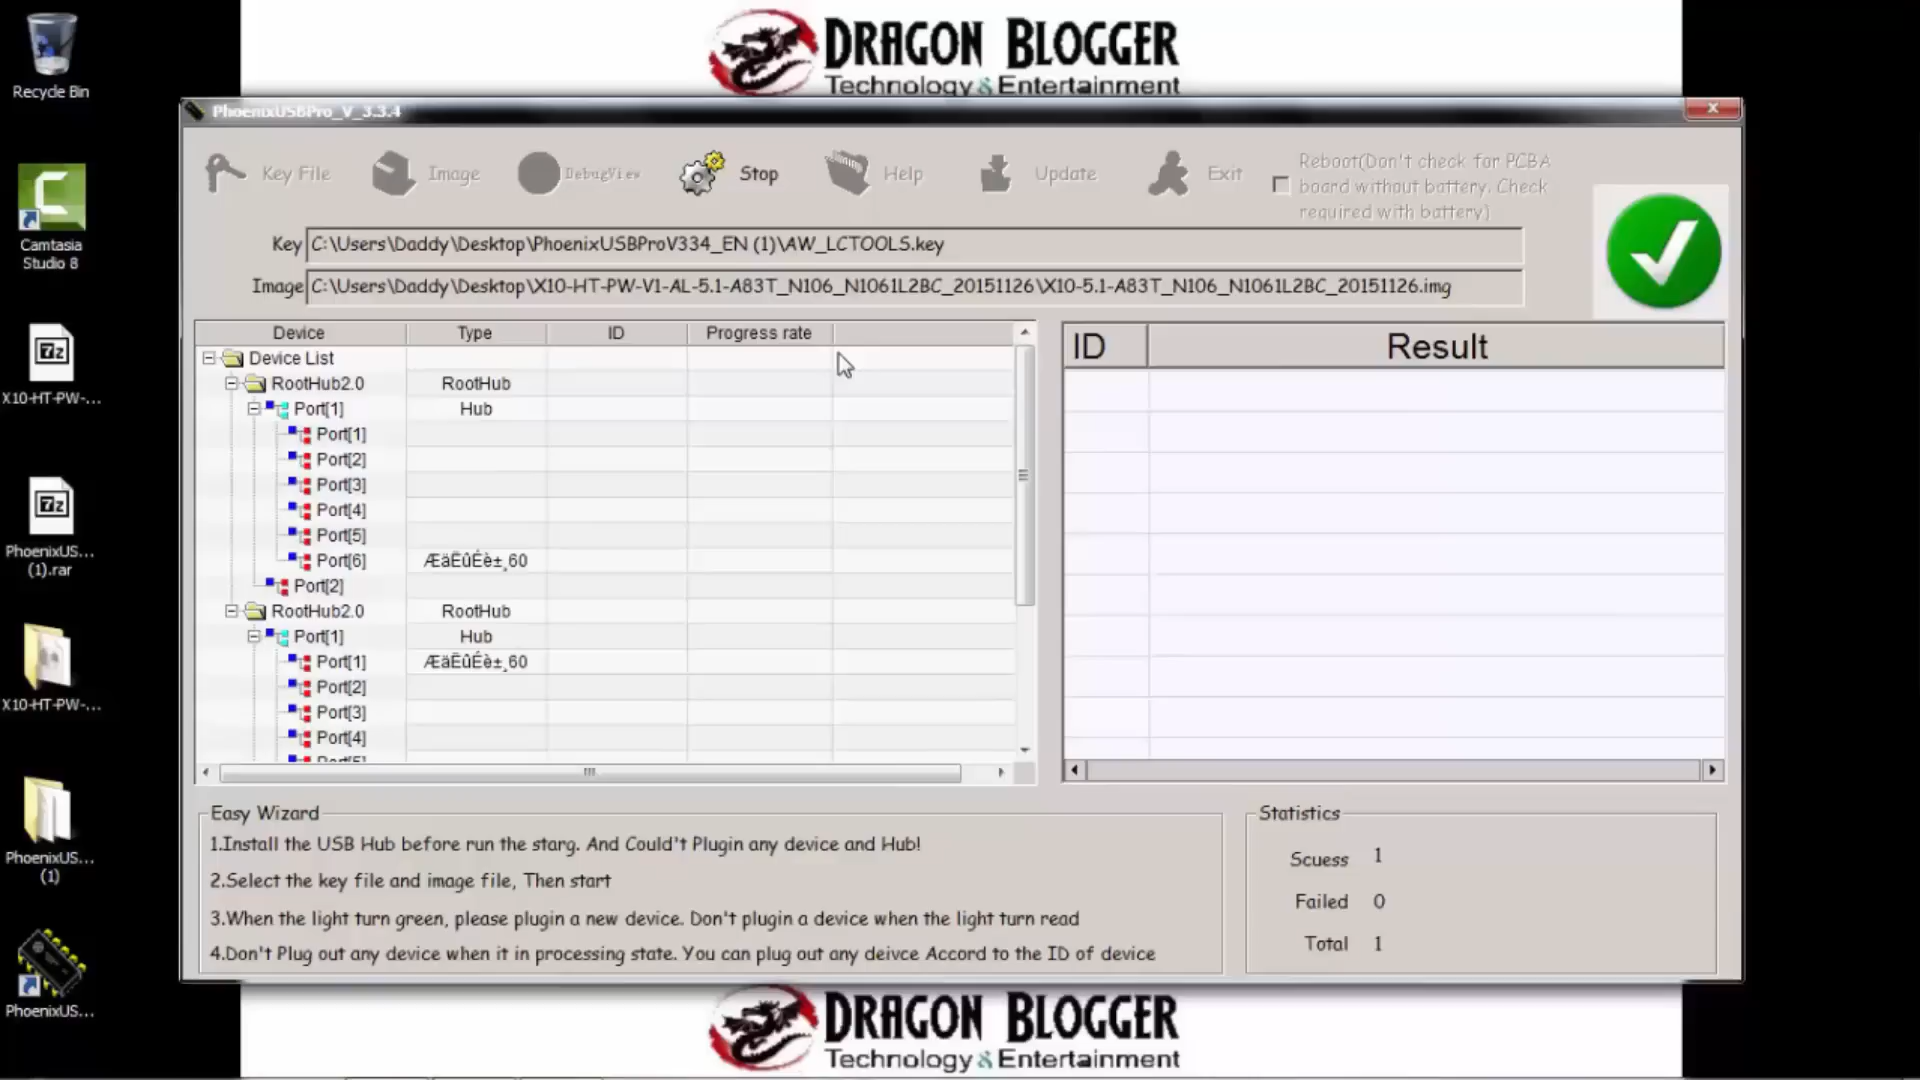 DRAGON BLOGGER
Technology & Entertainment
Recycle Bin
Camtasia
Studio 8
X10-HT-PW-...
PhoenixUS...
(1).rar
X10-HT-PW-...
PhoenixUS...
(1)
PhoenixUS...
PhoenixUSBPro_V_3.3.4
Key File
Image
DebugView
Stop
Help
Update
Exit
Reboot(Don't check for PCBA
board without battery. Check
required with battery)
Key C:\Users\Daddy\Desktop\PhoenixUSBProV334_EN (1)\AW_LCTOOLS.key
Image C:\Users\Daddy\Desktop\X10-HT-PW-V1-AL-5.1-A83T_N106_N1061L2BC_20151126\X10-5.1-A83T_N106_N1061L2BC_20151126.img
Device Type ID Progress rate
Device List
RootHub2.0 RootHub
Port[1] Hub
Port[1]
Port[2]
Port[3]
Port[4]
Port[5]
Port[6] ÆäËûÉè±¸60
Port[2]
RootHub2.0 RootHub
Port[1] Hub
Port[1] ÆäËûÉè±¸60
Port[2]
Port[3]
Port[4]
Port[5]
ID Result
Easy Wizard
1.Install the USB Hub before run the starg. And Could't Plugin any device and Hub!
2.Select the key file and image file, Then start
3.When the light turn green, please plugin a new device. Don't plugin a device when the light turn read
4.Don't Plug out any device when it in processing state. You can plug out any deivce Accord to the ID of device
Statistics
Scuess 1
Failed 0
Total 1
DRAGON BLOGGER
Technology & Entertainment